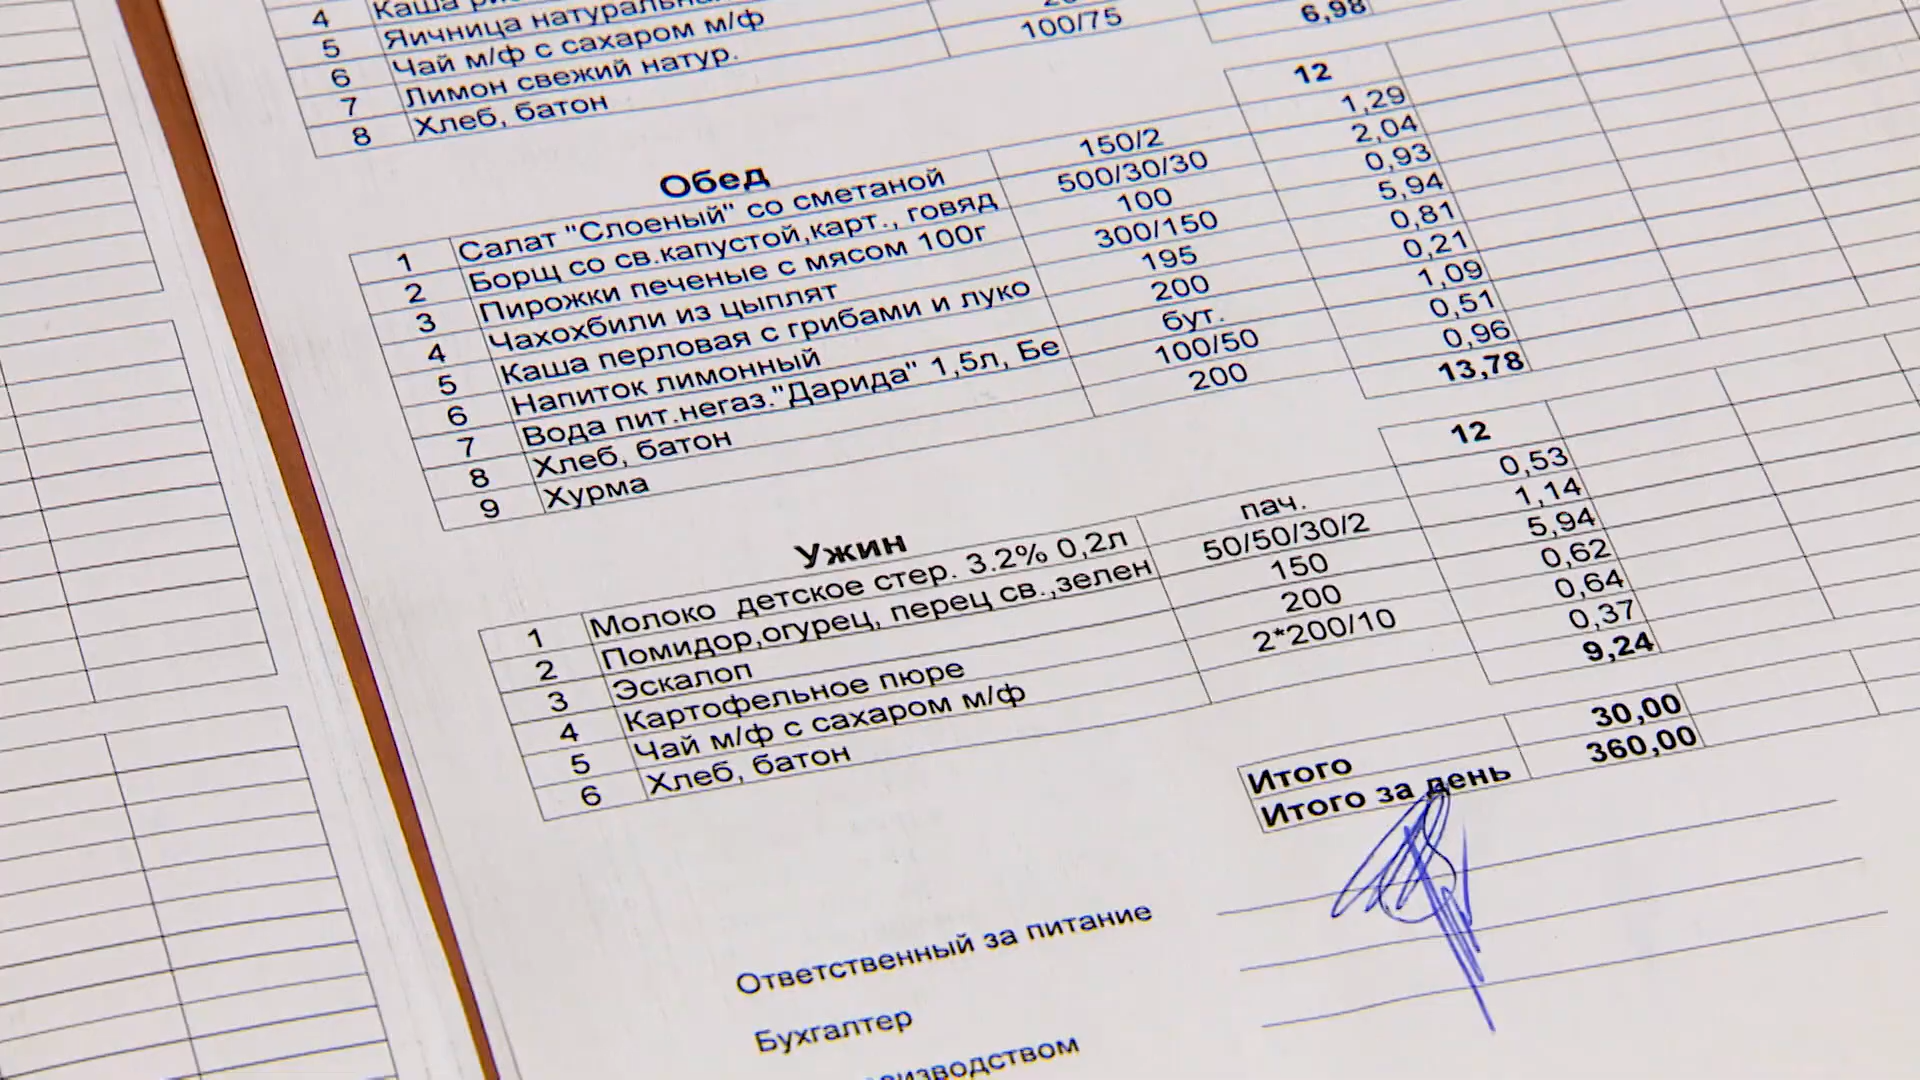 4 Каша
5 Яичница натуральная
6 Чай м/ф с сахаром м/ф
7 Лимон свежий натур.
8 Хлеб, батон 100/75
6,98
Обед 12
1 Салат "Слоеный" со сметаной 150/2 1,29
2 Борщ со св.капустой,карт., говяд 500/30/30 2,04
3 Пирожки печеные с мясом 100г 100 0,93
4 Чахохбили из цыплят 300/150 5,94
5 Каша перловая с грибами и луко 195 0,81
6 Напиток лимонный 200 0,21
7 Вода пит.негаз."Дарида" 1,5л, Бе бут. 1,09
8 Хлеб, батон 100/50 0,51
9 Хурма 200 0,96
13,78
Ужин 12
1 Молоко детское стер. 3.2% 0,2л пач. 0,53
2 Помидор,огурец, перец св.,зелен 50/50/30/2 1,14
3 Эскалоп 150 5,94
4 Картофельное пюре 200 0,62
5 Чай м/ф с сахаром м/ф 2*200/10 0,64
6 Хлеб, батон 0,37
9,24
Итого 30,00
Итого за день 360,00
Ответственный за питание
Бухгалтер